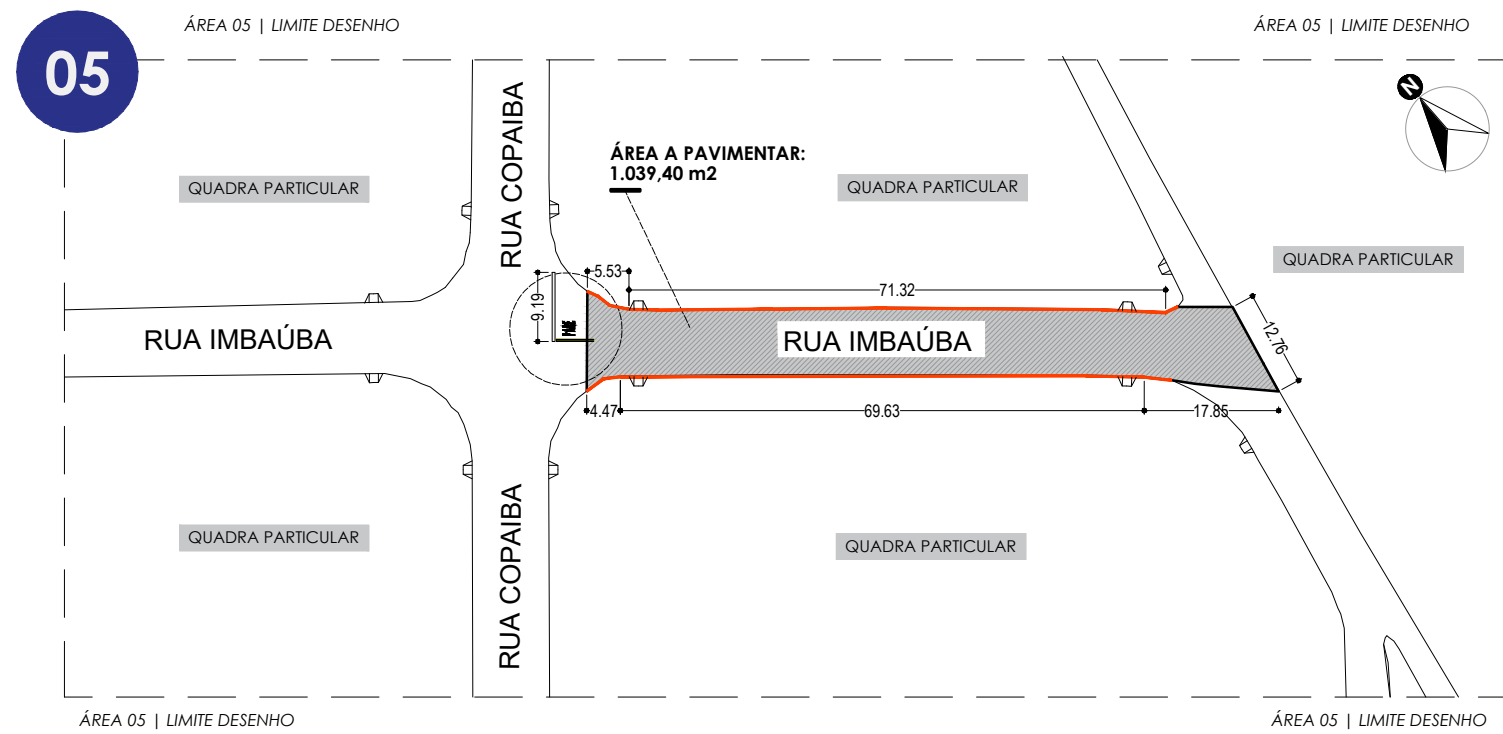 ÁREA 05 | LIMITE DESENHO
ÁREA 05 | LIMITE DESENHO
05
N
RUA COPAIBA
ÁREA A PAVIMENTAR:
1.039,40 m2
QUADRA PARTICULAR
QUADRA PARTICULAR
QUADRA PARTICULAR
5.53
71.32
9.19
PARE
12.76
RUA IMBAÚBA
RUA IMBAÚBA
4.47
69.63
17.85
RUA COPAIBA
QUADRA PARTICULAR
QUADRA PARTICULAR
ÁREA 05 | LIMITE DESENHO
ÁREA 05 | LIMITE DESENHO